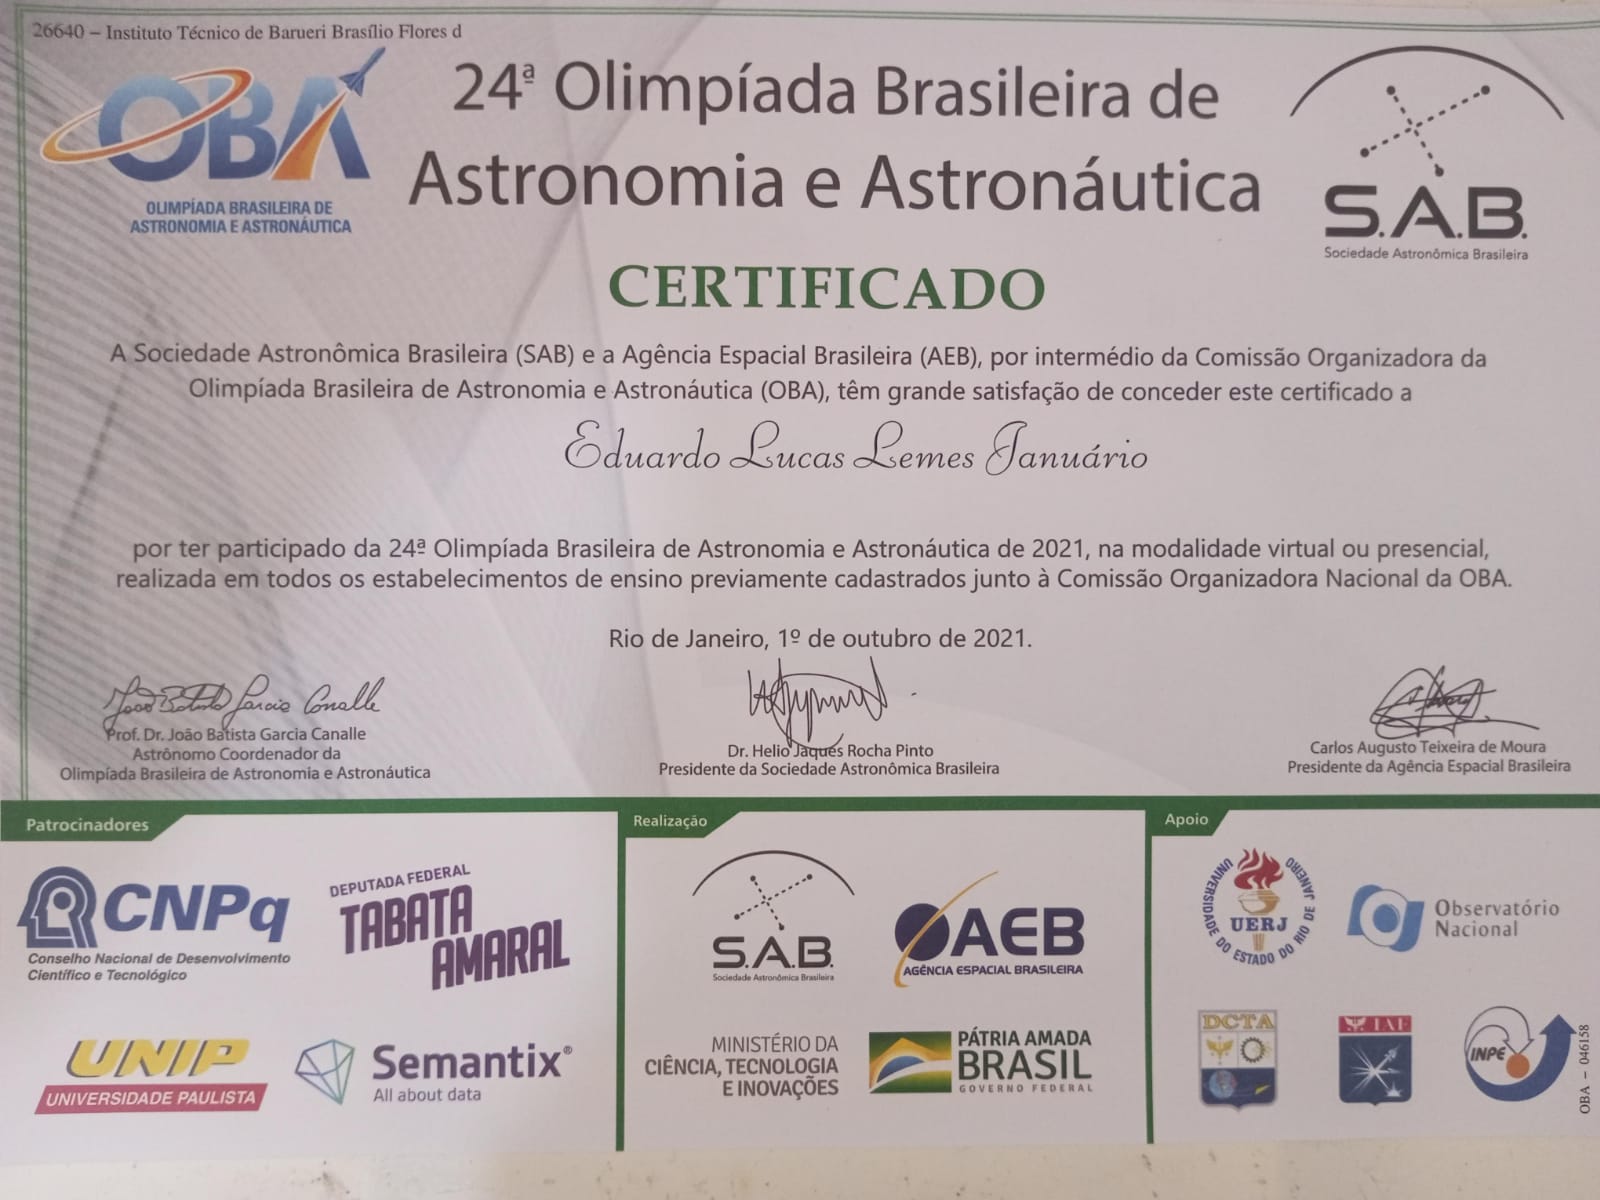 26640 – Instituto Técnico de Barueri Brasílio Flores d
OBA
OLIMPÍADA BRASILEIRA DE
ASTRONOMIA E ASTRONÁUTICA
24ª Olimpíada Brasileira de
Astronomia e Astronáutica
S.A.B.
Sociedade Astronômica Brasileira
CERTIFICADO
A Sociedade Astronômica Brasileira (SAB) e a Agência Espacial Brasileira (AEB), por intermédio da Comissão Organizadora da
Olimpíada Brasileira de Astronomia e Astronáutica (OBA), têm grande satisfação de conceder este certificado a
Eduardo Lucas Lemes Januário
por ter participado da 24ª Olimpíada Brasileira de Astronomia e Astronáutica de 2021, na modalidade virtual ou presencial,
realizada em todos os estabelecimentos de ensino previamente cadastrados junto à Comissão Organizadora Nacional da OBA.
Rio de Janeiro, 1º de outubro de 2021.
João Batista Garcia Canalle
Prof. Dr. João Batista Garcia Canalle
Astrônomo Coordenador da
Olimpíada Brasileira de Astronomia e Astronáutica
Dr. Helio Jaques Rocha Pinto
Presidente da Sociedade Astronômica Brasileira
Carlos Augusto Teixeira de Moura
Presidente da Agência Espacial Brasileira
Patrocinadores
CNPq
Conselho Nacional de Desenvolvimento
Científico e Tecnológico
DEPUTADA FEDERAL
TABATA
AMARAL
UNIP
UNIVERSIDADE PAULISTA
Semantix®
All about data
Realização
S.A.B.
Sociedade Astronômica Brasileira
AEB
AGÊNCIA ESPACIAL BRASILEIRA
MINISTÉRIO DA
CIÊNCIA, TECNOLOGIA
E INOVAÇÕES
PÁTRIA AMADA
BRASIL
GOVERNO FEDERAL
Apoio
UNIVERSIDADE DO ESTADO DO RIO DE JANEIRO
UERJ
Observatório
Nacional
DCTA
IAE
INPE
OBA – 046158